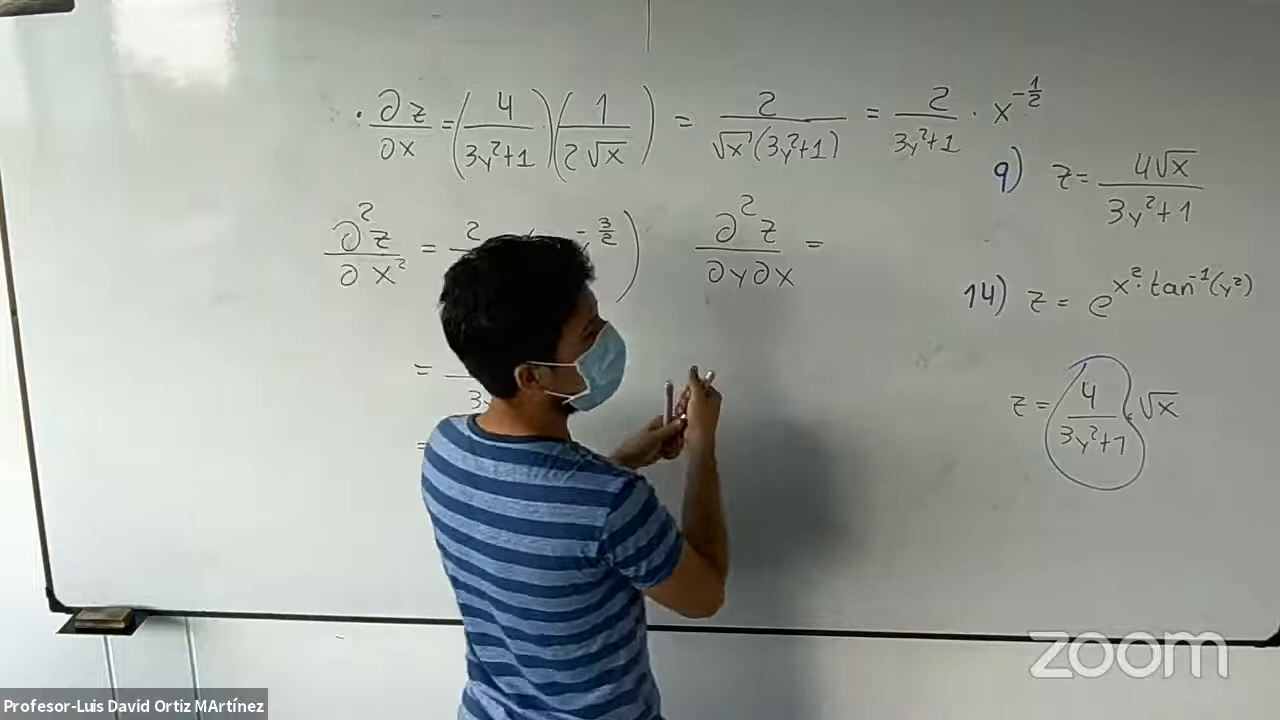 · ∂z/∂x = (4/(3y²+1))(1/(2√x)) = 2/(√x (3y²+1)) = 2/(3y²+1) · x^(-1/2)
9) z = 4√x/(3y²+1)
∂²z/∂x² = 2 -3/2) ∂²z/∂y∂x =
14) z = e^(x²·tan⁻¹(y²))
= 3
z = 4/(3y²+1) · √x
zoom
Profesor-Luis David Ortiz MArtínez